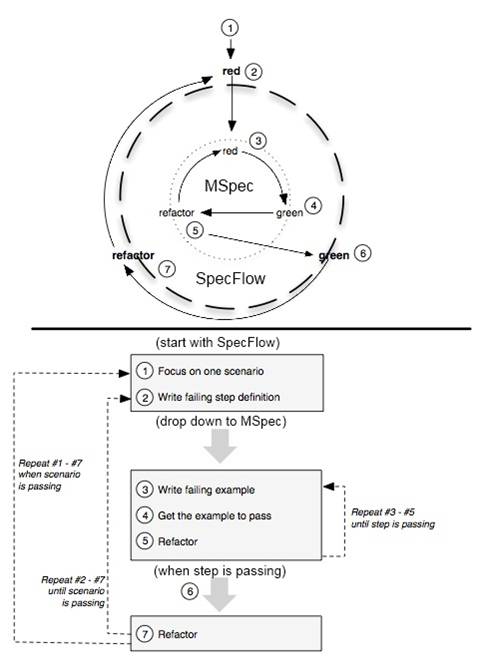 1
red 2
3
red
MSpec
refactor green 4
5
refactor 7 green 6
SpecFlow
(start with SpecFlow)
1 Focus on one scenario
2 Write failing step definition
(drop down to MSpec)
Repeat #1 - #7
when scenario
is passing
3 Write failing example
4 Get the example to pass
5 Refactor
Repeat #3 - #5
until step is passing
(when step is passing)
6
Repeat #2 - #7
until scenario
is passing
7 Refactor